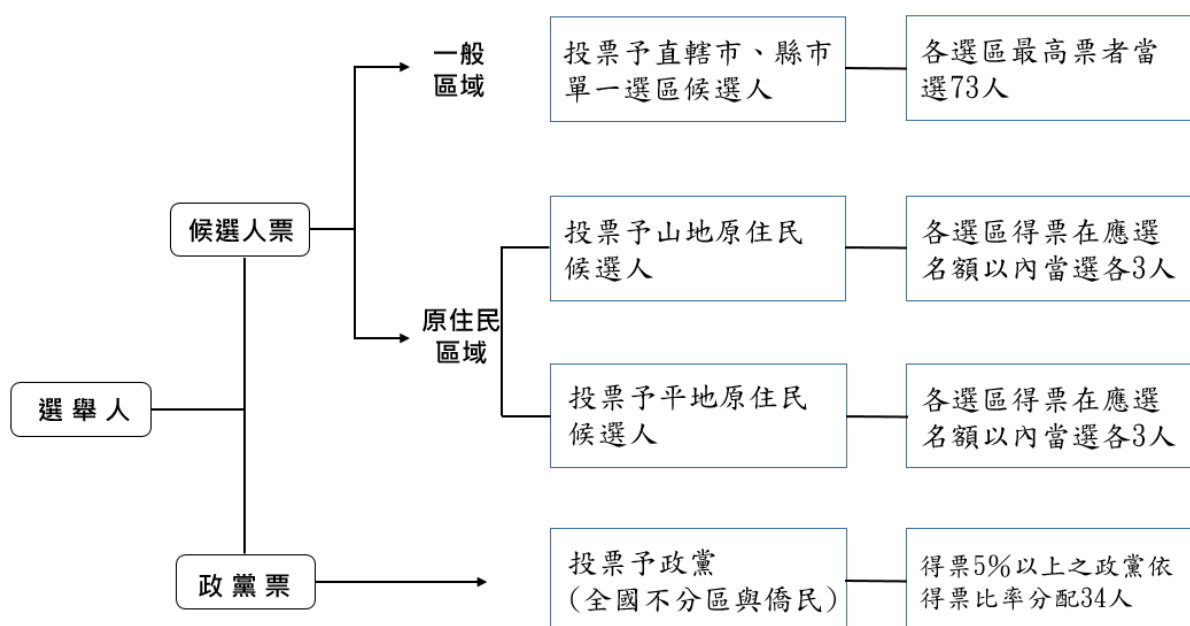 一般
區域
投票予直轄市、縣市
單一選區候選人
各選區最高票者當
選73人
候選人票
投票予山地原住民
候選人
各選區得票在應選
名額以內當選各3人
原住民
區域
選舉人
投票予平地原住民
候選人
各選區得票在應選
名額以內當選各3人
政黨票
投票予政黨
(全國不分區與僑民)
得票5%以上之政黨依
得票比率分配34人